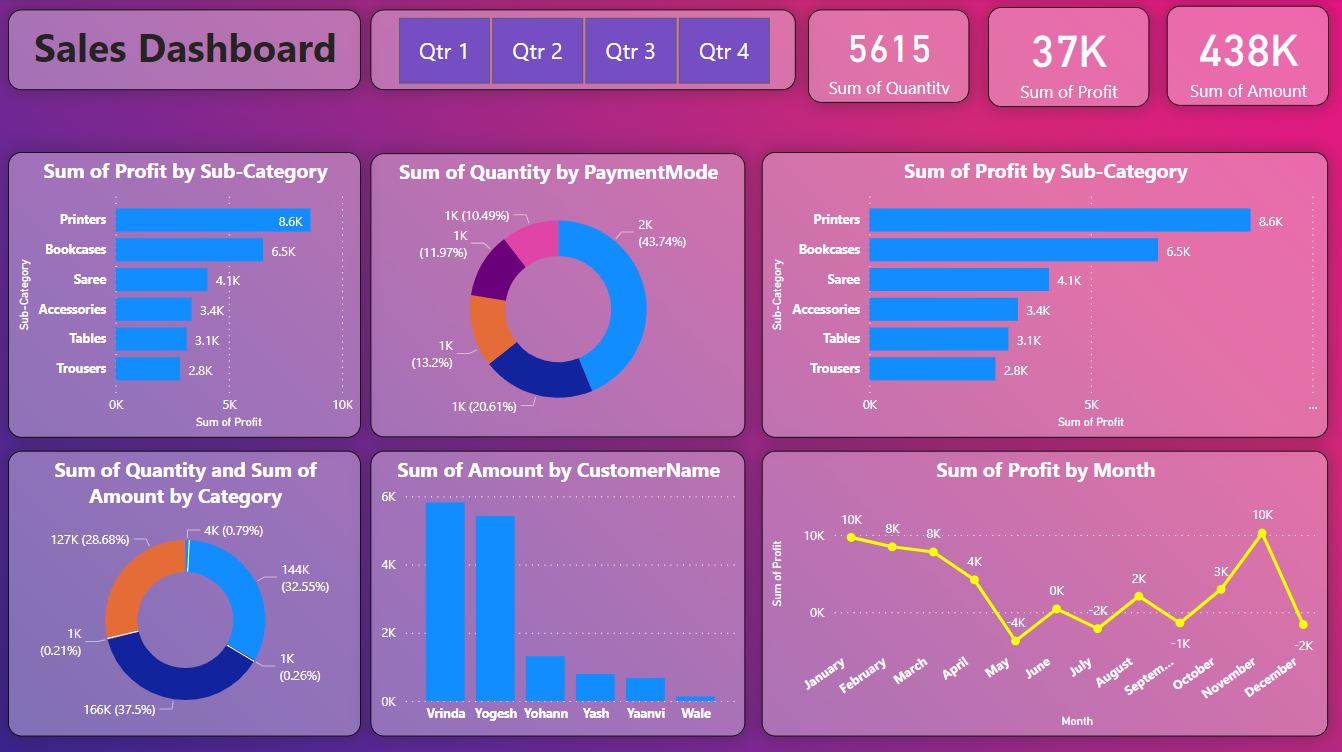 Sales Dashboard
Qtr 1
Qtr 2
Qtr 3
Qtr 4
5615
Sum of Quantity
37K
Sum of Profit
438K
Sum of Amount
Sum of Profit by Sub-Category
Sub-Category
Printers
8.6K
Bookcases
6.5K
Saree
4.1K
Accessories
3.4K
Tables
3.1K
Trousers
2.8K
0K
5K
10K
Sum of Profit
Sum of Quantity by PaymentMode
1K (10.49%)
2K
(43.74%)
1K
(11.97%)
1K
(13.2%)
1K (20.61%)
Sum of Profit by Sub-Category
Sub-Category
Printers
8.6K
Bookcases
6.5K
Saree
4.1K
Accessories
3.4K
Tables
3.1K
Trousers
2.8K
0K
5K
...
Sum of Profit
Sum of Quantity and Sum of
Amount by Category
4K (0.79%)
127K (28.68%)
144K
(32.55%)
1K
(0.21%)
1K
(0.26%)
166K (37.5%)
Sum of Amount by CustomerName
6K
4K
2K
0K
Vrinda
Yogesh
Yohann
Yash
Yaanvi
Wale
Sum of Profit by Month
Sum of Profit
10K
0K
10K
8K
8K
4K
-4K
0K
-2K
2K
-1K
3K
10K
-2K
January
February
March
April
May
June
July
August
Septem...
October
November
December
Month